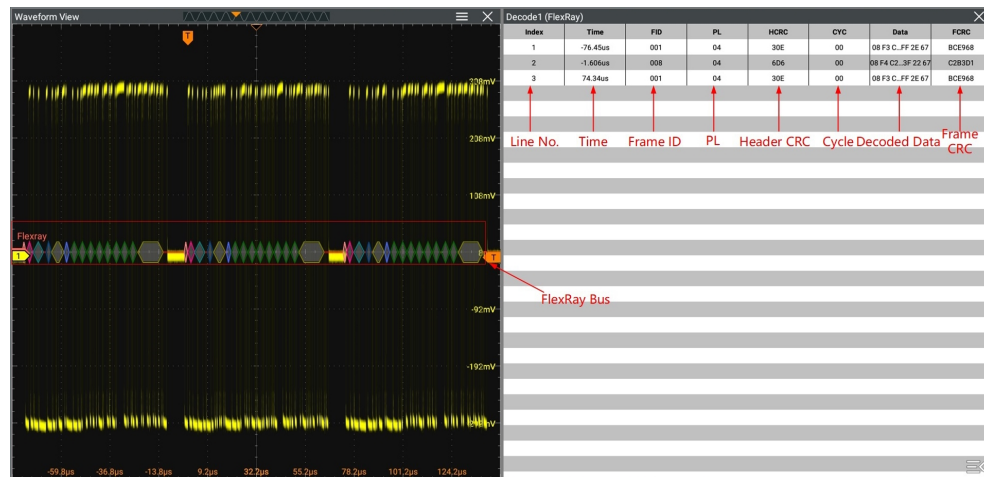 Waveform View
T
308mV
208mV
108mV
Flexray
1
T
FlexRay Bus
-92mV
-192mV
-59.8µs -36.8µs -13.8µs 9.2µs 32.2µs 55.2µs 78.2µs 101.2µs 124.2µs
Decode1 (FlexRay)
Index Time FID PL HCRC CYC Data FCRC
1 -76.45us 001 04 30E 00 08 F3 C...FF 2E 67 BCE968
2 -1.606us 008 04 6D6 00 08 F4 C2...3F 22 67 C2B3D1
3 74.34us 001 04 30E 00 08 F3 C...FF 2E 67 BCE968
Line No. Time Frame ID PL Header CRC Cycle Decoded Data Frame CRC